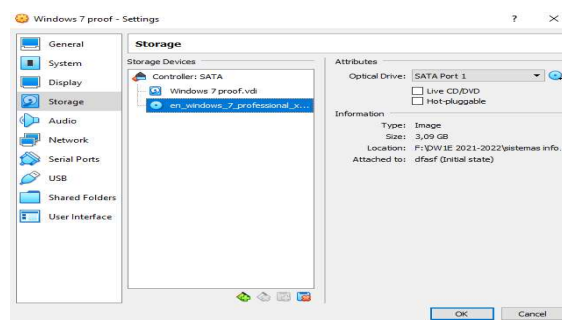 Windows 7 proof - Settings
General
System
Display
Storage
Audio
Network
Serial Ports
USB
Shared Folders
User Interface
Storage
Storage Devices
Controller: SATA
Windows 7 proof.vdi
en_windows_7_professional_x...
Attributes
Optical Drive: SATA Port 1
Live CD/DVD
Hot-pluggable
Information
Type: Image
Size: 3,09 GB
Location: F:\DW1E 2021-2022\sistemas info.
Attached to: dfasf (Initial state)
OK
Cancel